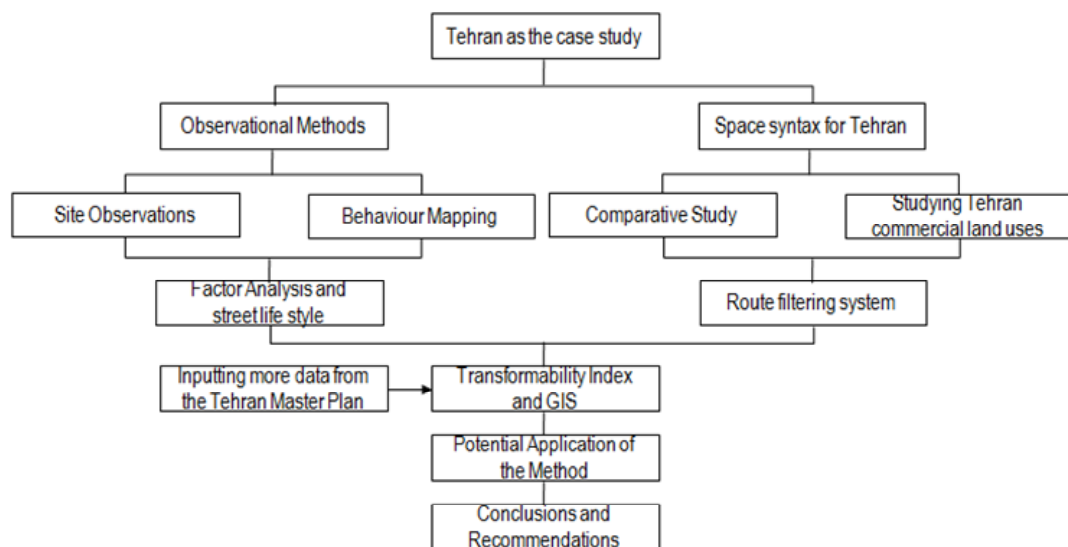 Tehran as the case study
Observational Methods
Space syntax for Tehran
Site Observations
Behaviour Mapping
Comparative Study
Studying Tehran
commercial land uses
Factor Analysis and
street life style
Route filtering system
Inputting more data from
the Tehran Master Plan
Transformability Index
and GIS
Potential Application of
the Method
Conclusions and
Recommendations